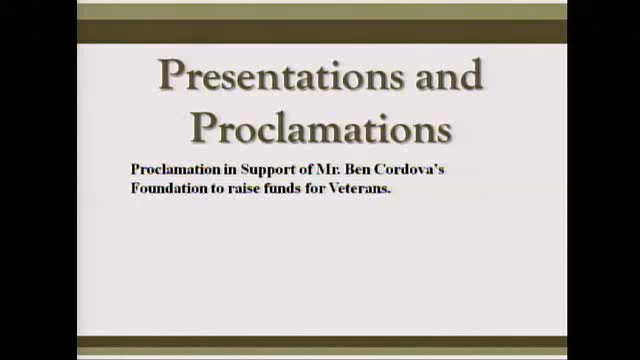 Presentations and
Proclamations
Proclamation in Support of Mr. Ben Cordova's
Foundation to raise funds for Veterans.